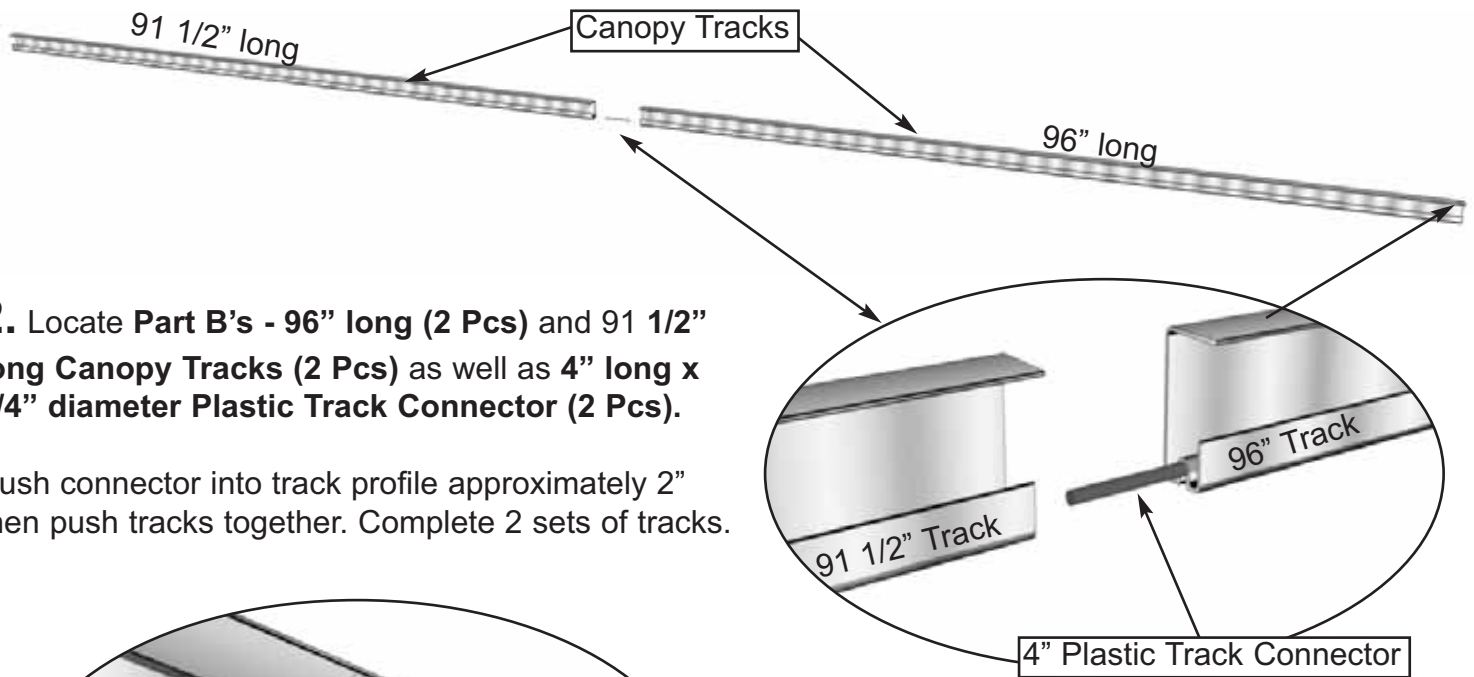 91 1/2” long
Canopy Tracks
96” long
2. Locate Part B's - 96” long (2 Pcs) and 91 1/2”
ong Canopy Tracks (2 Pcs) as well as 4” long x
/4” diameter Plastic Track Connector (2 Pcs).
ush connector into track profile approximately 2”
hen push tracks together. Complete 2 sets of tracks.
91 1/2” Track
96” Track
4” Plastic Track Connector